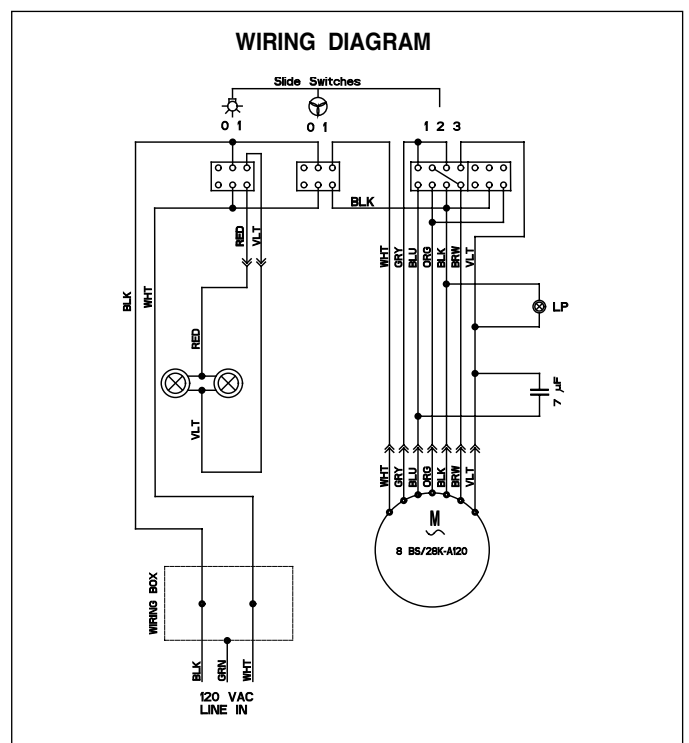 WIRING DIAGRAM
Slide Switches
0 1
0 1
1 2 3
BLK
RED
VLT
WHT
GRY
BLU
ORG
BLK
BRW
VLT
BLK
WHT
LP
RED
7 µF
VLT
WHT
GRY
BLU
ORG
BLK
BRW
VLT
M
8 BS/28K-A120
WIRING BOX
BLK
GRN
WHT
120 VAC
LINE IN